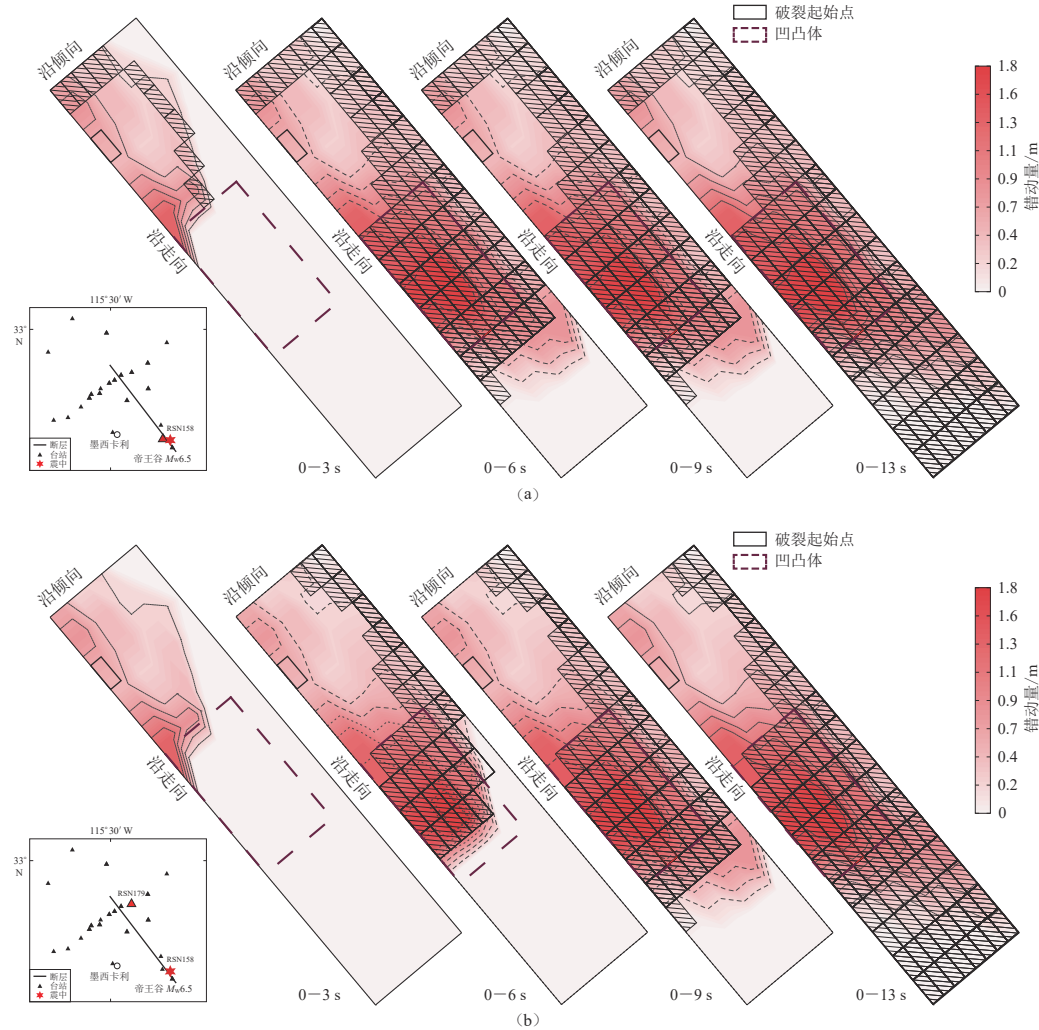 破裂起始点
凹凸体
沿倾向
沿倾向
沿倾向
沿倾向
沿走向
沿走向
沿走向
沿走向
1.8
1.6
1.3
1.1
0.9
0.7
0.4
0.2
0
错动量/m
115°30′ W
33°
N
RSN158
墨西卡利
帝王谷 Mw6.5
断层
台站
震中
0－3 s
0－6 s
0－9 s
0－13 s
(a)
破裂起始点
凹凸体
沿倾向
沿倾向
沿倾向
沿倾向
沿走向
沿走向
沿走向
沿走向
1.8
1.6
1.3
1.1
0.9
0.7
0.4
0.2
0
错动量/m
115°30′ W
33°
N
RSN179
RSN158
墨西卡利
帝王谷 Mw6.5
断层
台站
震中
0－3 s
0－6 s
0－9 s
0－13 s
(b)